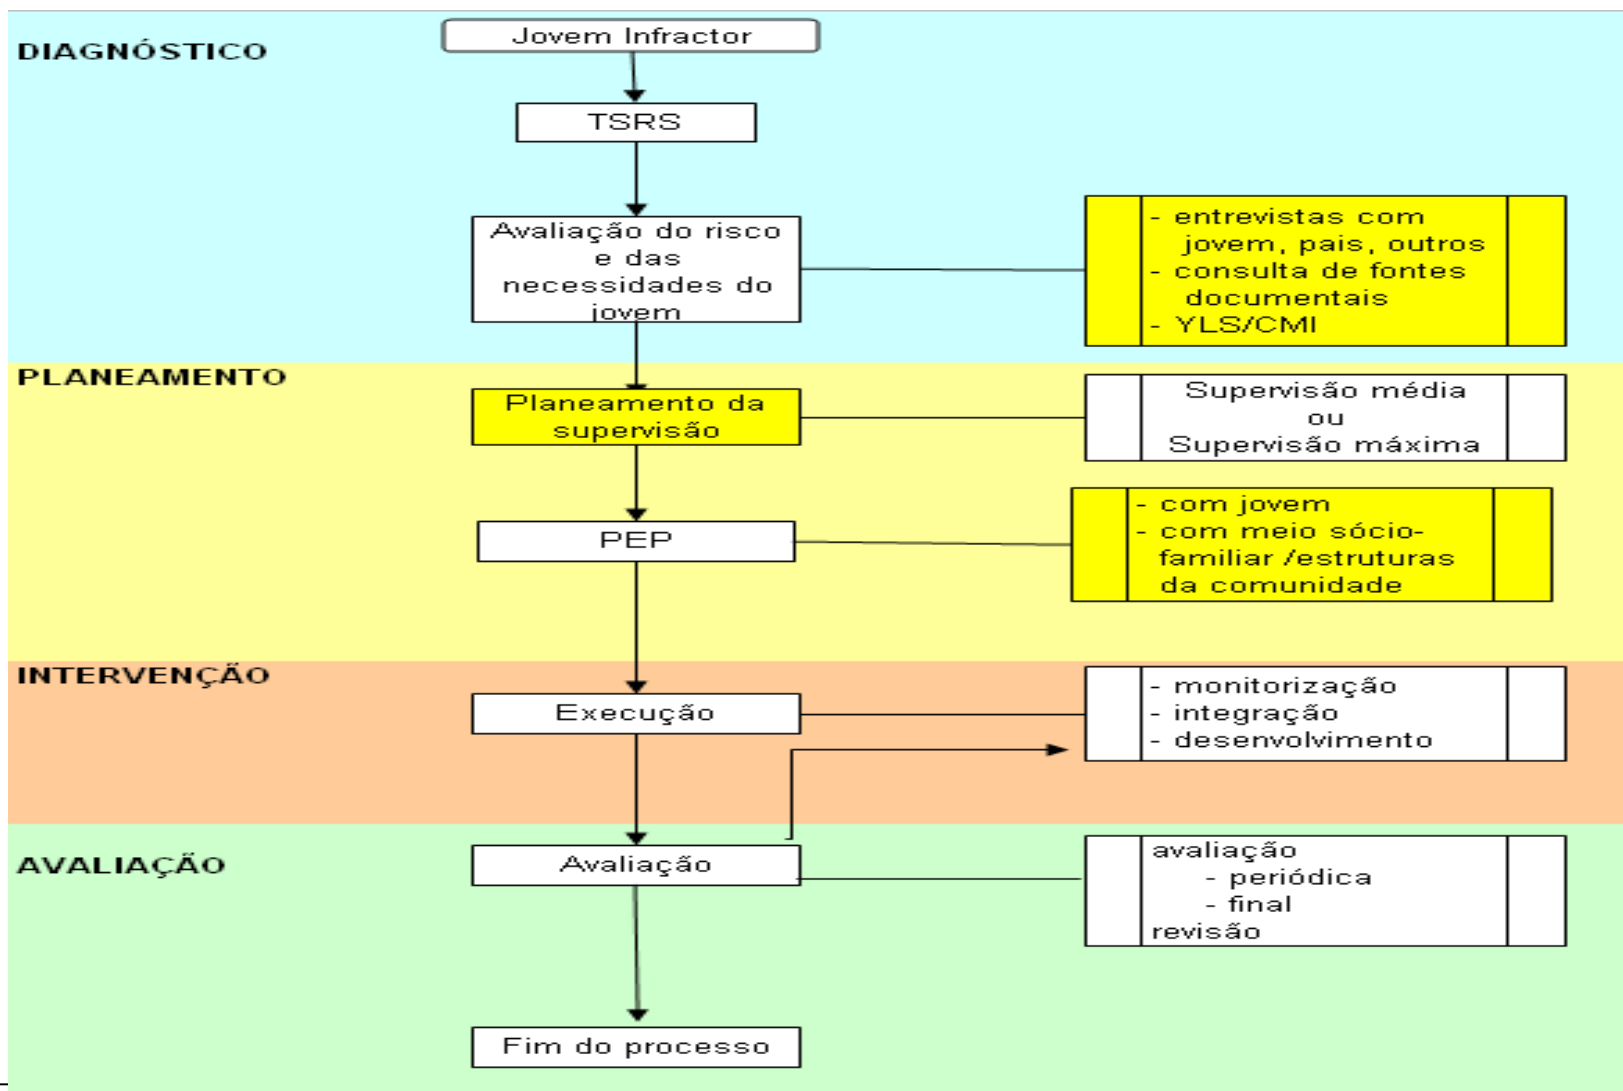 DIAGNÓSTICO
Jovem Infractor
TSRS
Avaliação do risco
e das
necessidades do
jovem
- entrevistas com
jovem, pais, outros
- consulta de fontes
documentais
- YLS/CMI
PLANEAMENTO
Planeamento da
supervisão
Supervisão média
ou
Supervisão máxima
PEP
- com jovem
- com meio sócio-
familiar /estruturas
da comunidade
INTERVENÇÃO
Execução
- monitorização
- integração
- desenvolvimento
AVALIAÇÃO
Avaliação
avaliação
- periódica
- final
revisão
Fim do processo